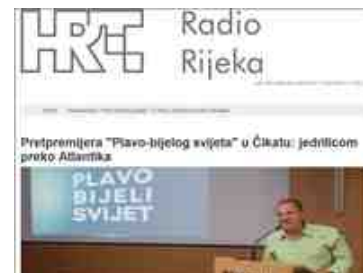 HRT
Radio
Rijeka
Pretpremijera "Plavo-bijelog svijeta" u Čikatu: jedrilicom
preko Atlantika
PLAVO
BIJELI
SVIJET